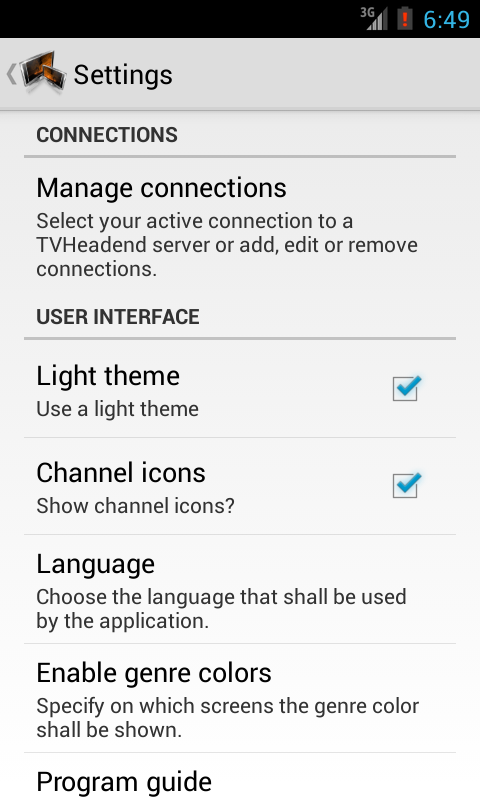 3G
6:49
Settings
CONNECTIONS
Manage connections
Select your active connection to a
TVHeadend server or add, edit or remove
connections.
USER INTERFACE
Light theme
Use a light theme
Channel icons
Show channel icons?
Language
Choose the language that shall be used
by the application.
Enable genre colors
Specify on which screens the genre color
shall be shown.
Program guide